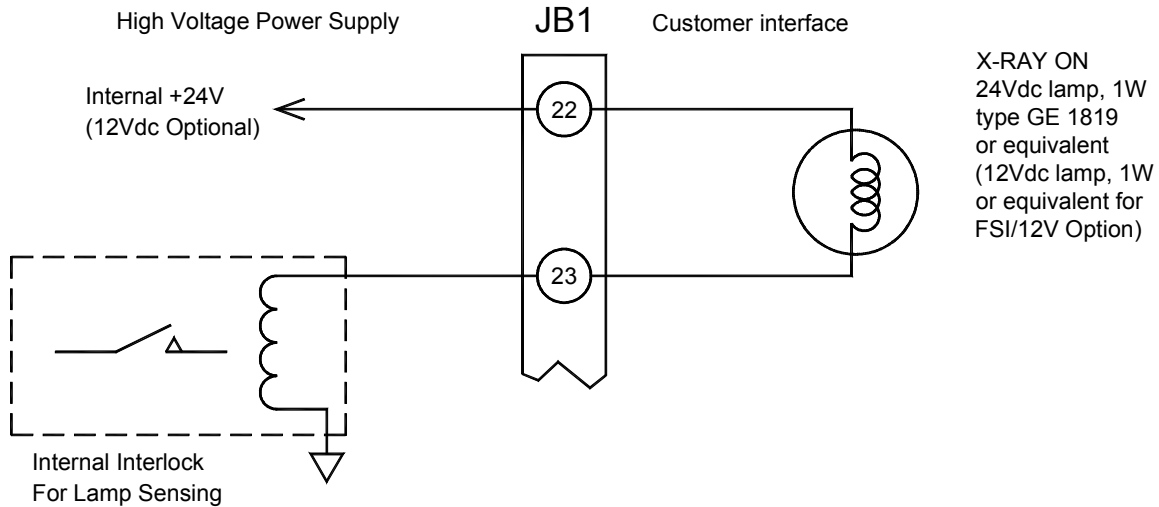 High Voltage Power Supply
JB1
Customer interface
Internal +24V
(12Vdc Optional)
22
X-RAY ON
24Vdc lamp, 1W
type GE 1819
or equivalent
(12Vdc lamp, 1W
or equivalent for
FSI/12V Option)
23
Internal Interlock
For Lamp Sensing